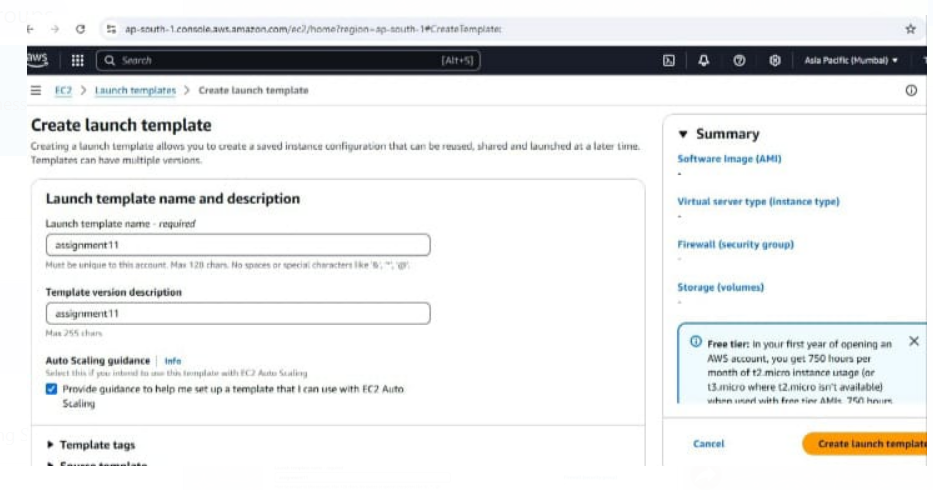 ap-south-1.console.aws.amazon.com/ec2/home?region=ap-south-1#CreateTemplate:
aws
Search
[Alt+S]
Asia Pacific (Mumbai)
EC2 > Launch templates > Create launch template
Create launch template
Creating a launch template allows you to create a saved instance configuration that can be reused, shared and launched at a later time.
Templates can have multiple versions.
Launch template name and description
Launch template name - required
assignment11
Must be unique to this account. Max 128 chars. No spaces or special characters like '&', '*', '@'.
Template version description
assignment11
Max 255 chars
Auto Scaling guidance | Info
Select this if you intend to use this template with EC2 Auto Scaling
Provide guidance to help me set up a template that I can use with EC2 Auto
Scaling
Template tags
Source template
Summary
Software Image (AMI)
-
Virtual server type (instance type)
-
Firewall (security group)
-
Storage (volumes)
-
Free tier: In your first year of opening an
AWS account, you get 750 hours per
month of t2.micro instance usage (or
t3.micro where t2.micro isn't available)
when used with free tier AMIs, 750 hours
Cancel
Create launch template